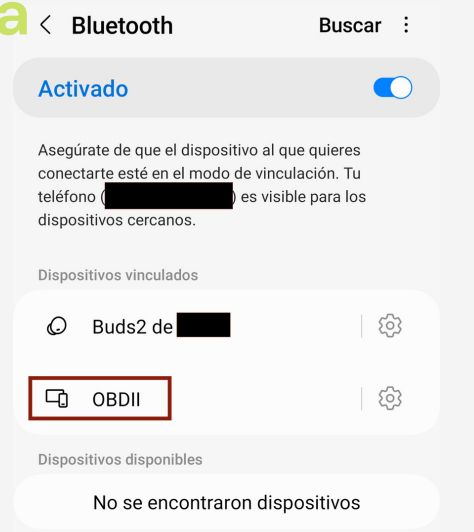 a
Bluetooth Buscar
Activado
Asegúrate de que el dispositivo al que quieres
conectarte esté en el modo de vinculación. Tu
teléfono ( ) es visible para los
dispositivos cercanos.
Dispositivos vinculados
Buds2 de
OBDII
Dispositivos disponibles
No se encontraron dispositivos